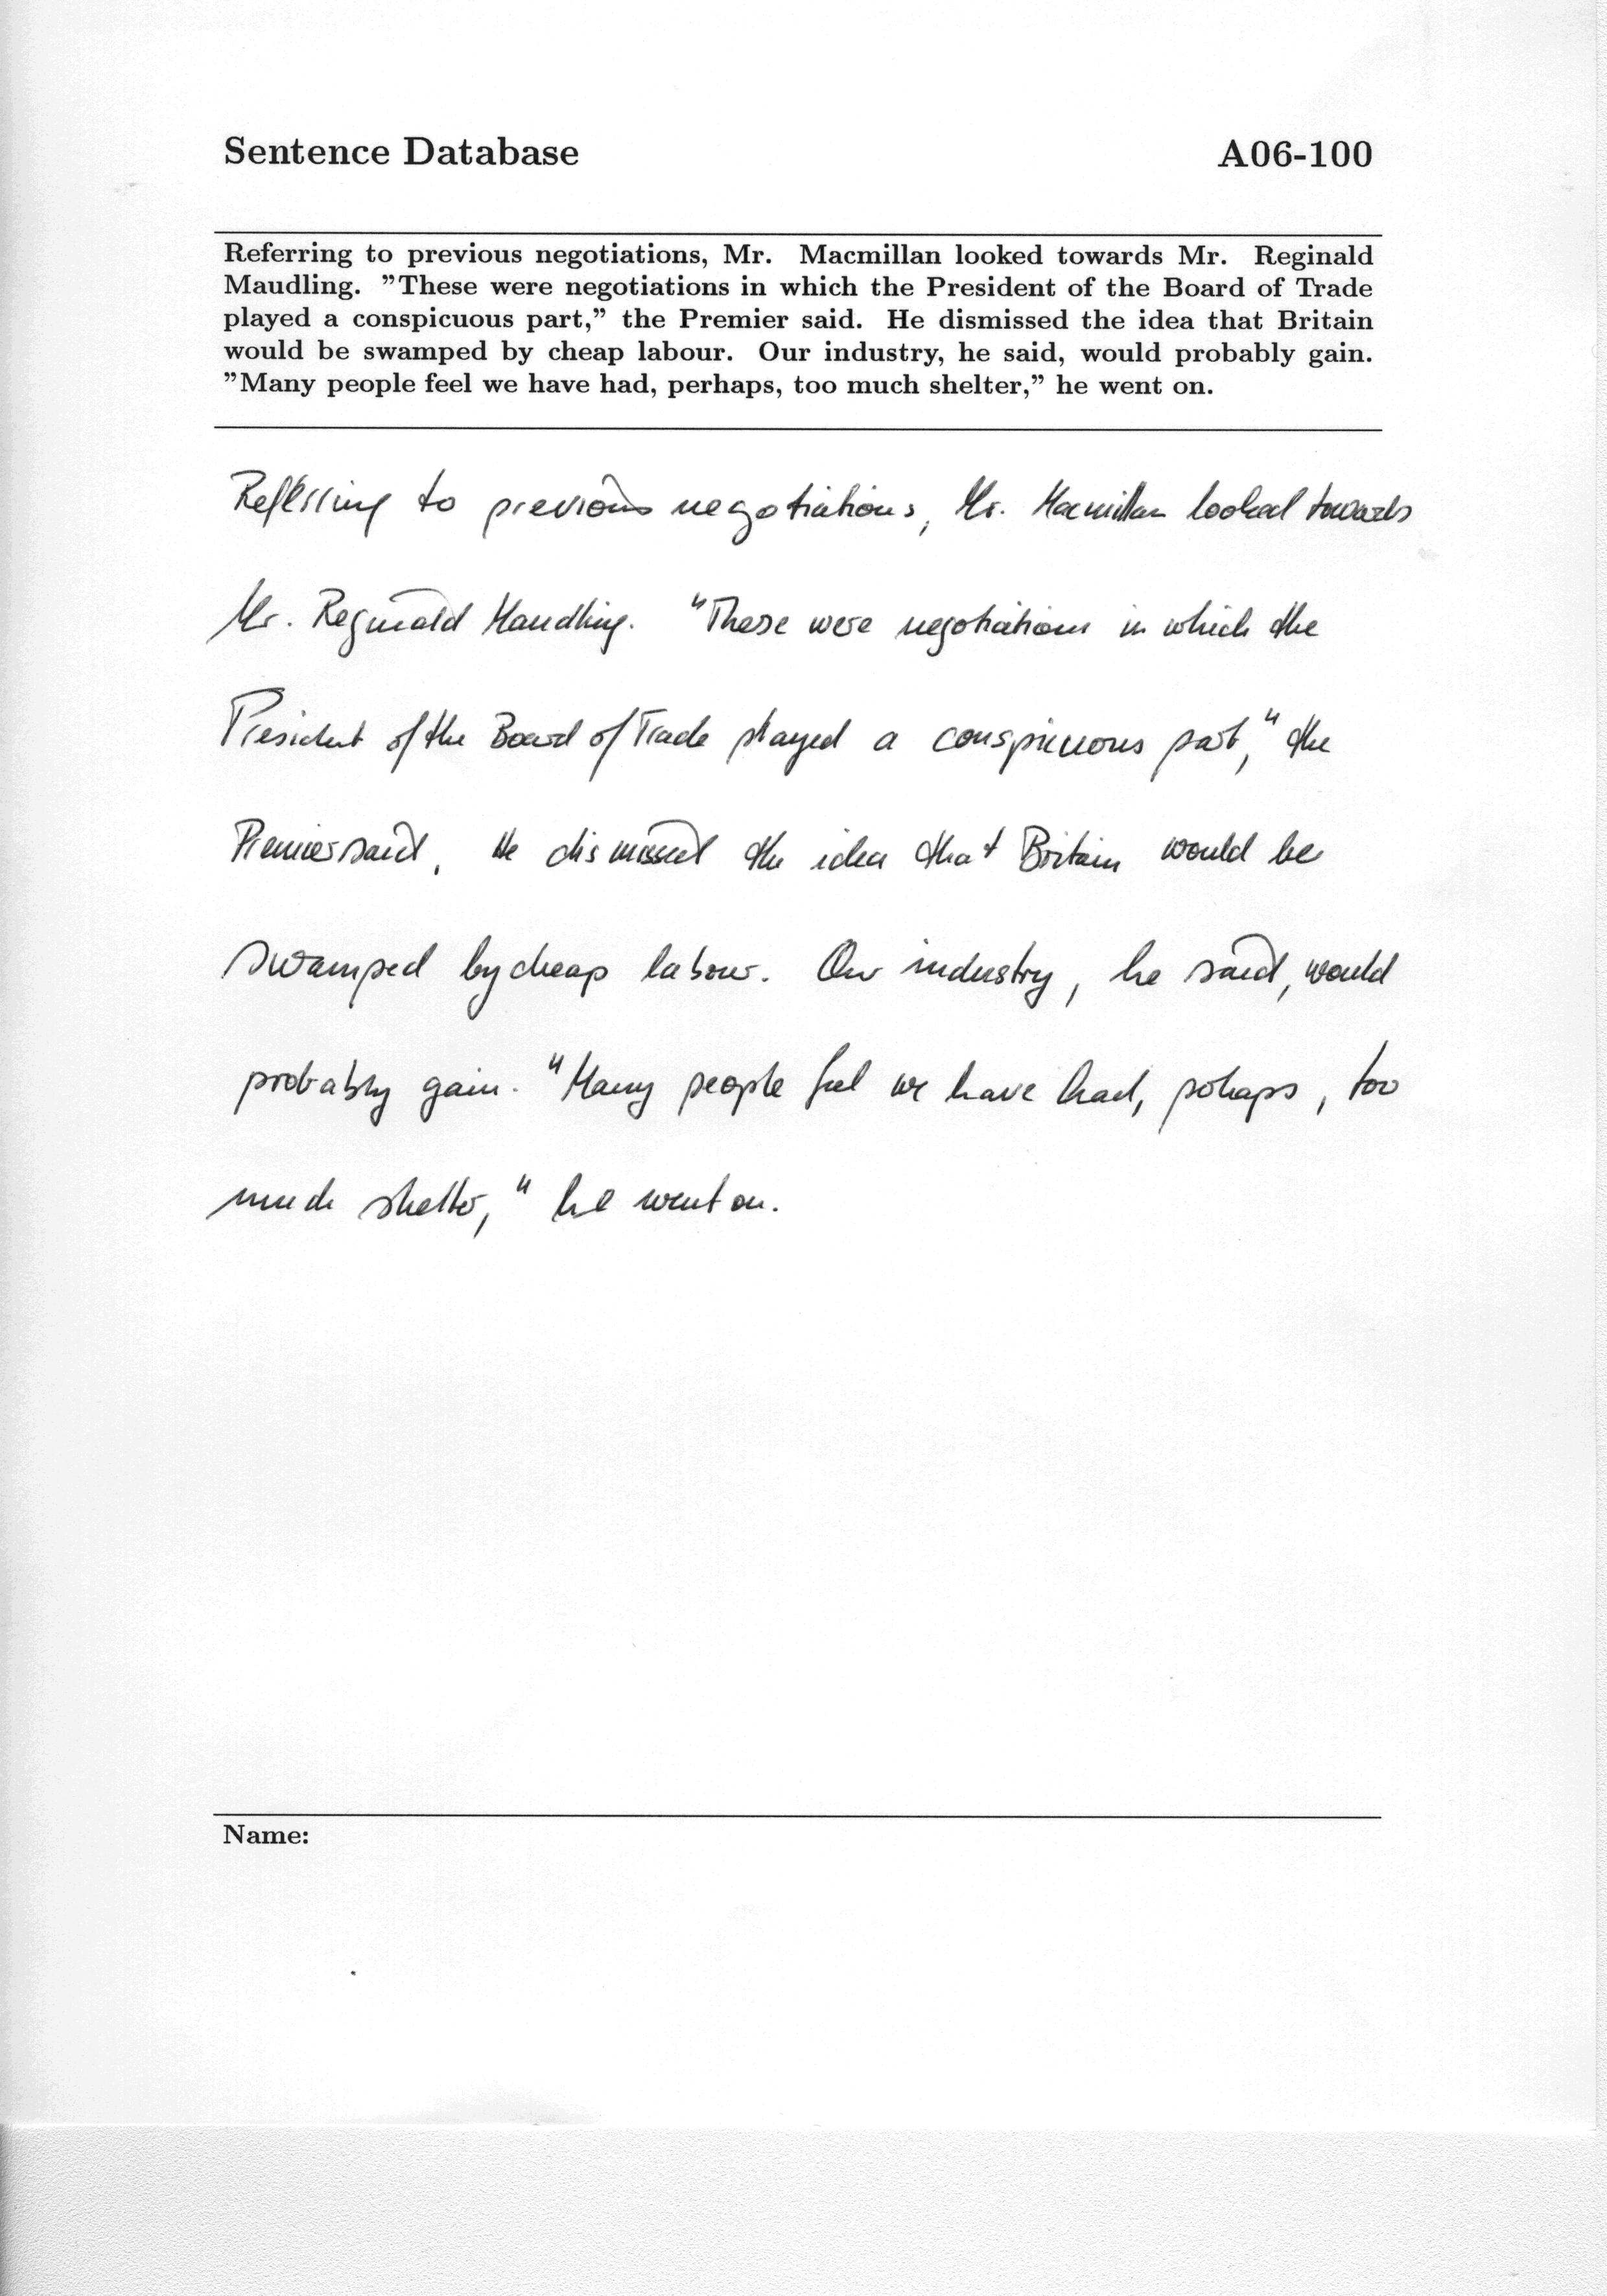 Sentence Database A06-100
Referring to previous negotiations, Mr. Macmillan looked towards Mr. Reginald
Maudling. ”These were negotiations in which the President of the Board of Trade
played a conspicuous part,” the Premier said. He dismissed the idea that Britain
would be swamped by cheap labour. Our industry, he said, would probably gain.
”Many people feel we have had, perhaps, too much shelter,” he went on.
Referring to previous negotiations, Mr. Macmillan looked towards
Mr. Reginald Maudling. "These were negotiations in which the
President of the Board of Trade played a conspicuous part," the
Premier said. He dismissed the idea that Britain would be
swamped by cheap labour. Our industry, he said, would
probably gain. "Many people feel we have had, perhaps, too
much shelter," he went on.
Name: